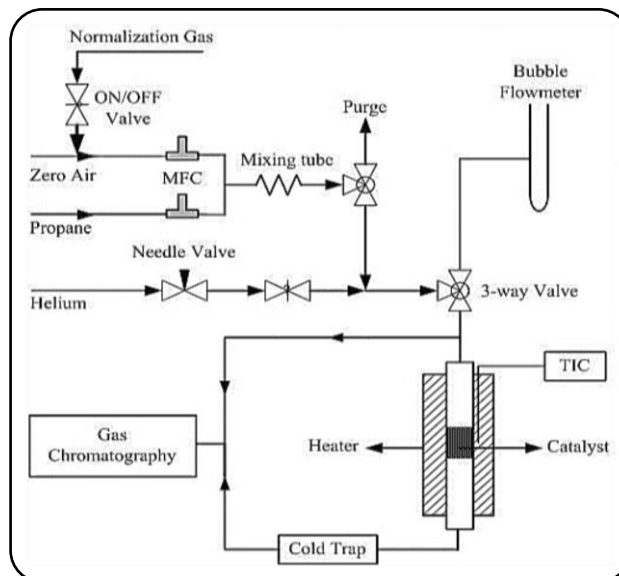 Normalization Gas
ON/OFF
Valve
Bubble
Flowmeter
Purge
Mixing tube
Zero Air
MFC
Propane
Needle Valve
Helium
3-way Valve
TIC
Gas
Chromatography
Heater
Catalyst
Cold Trap